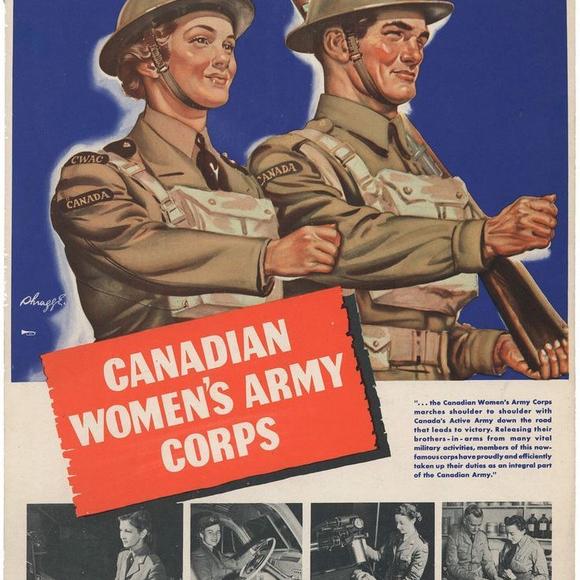 CWAC
CANADA
CANADA
CANADIAN
WOMEN'S ARMY
CORPS
"...the Canadian Women's Army Corps
marches shoulder to shoulder with
Canada's Active Army down the road
that leads to victory. Releasing their
brothers-in-arms from many vital
military activities, members of this now-
famous corps have proudly and efficiently
taken up their duties as an integral part
of the Canadian Army."